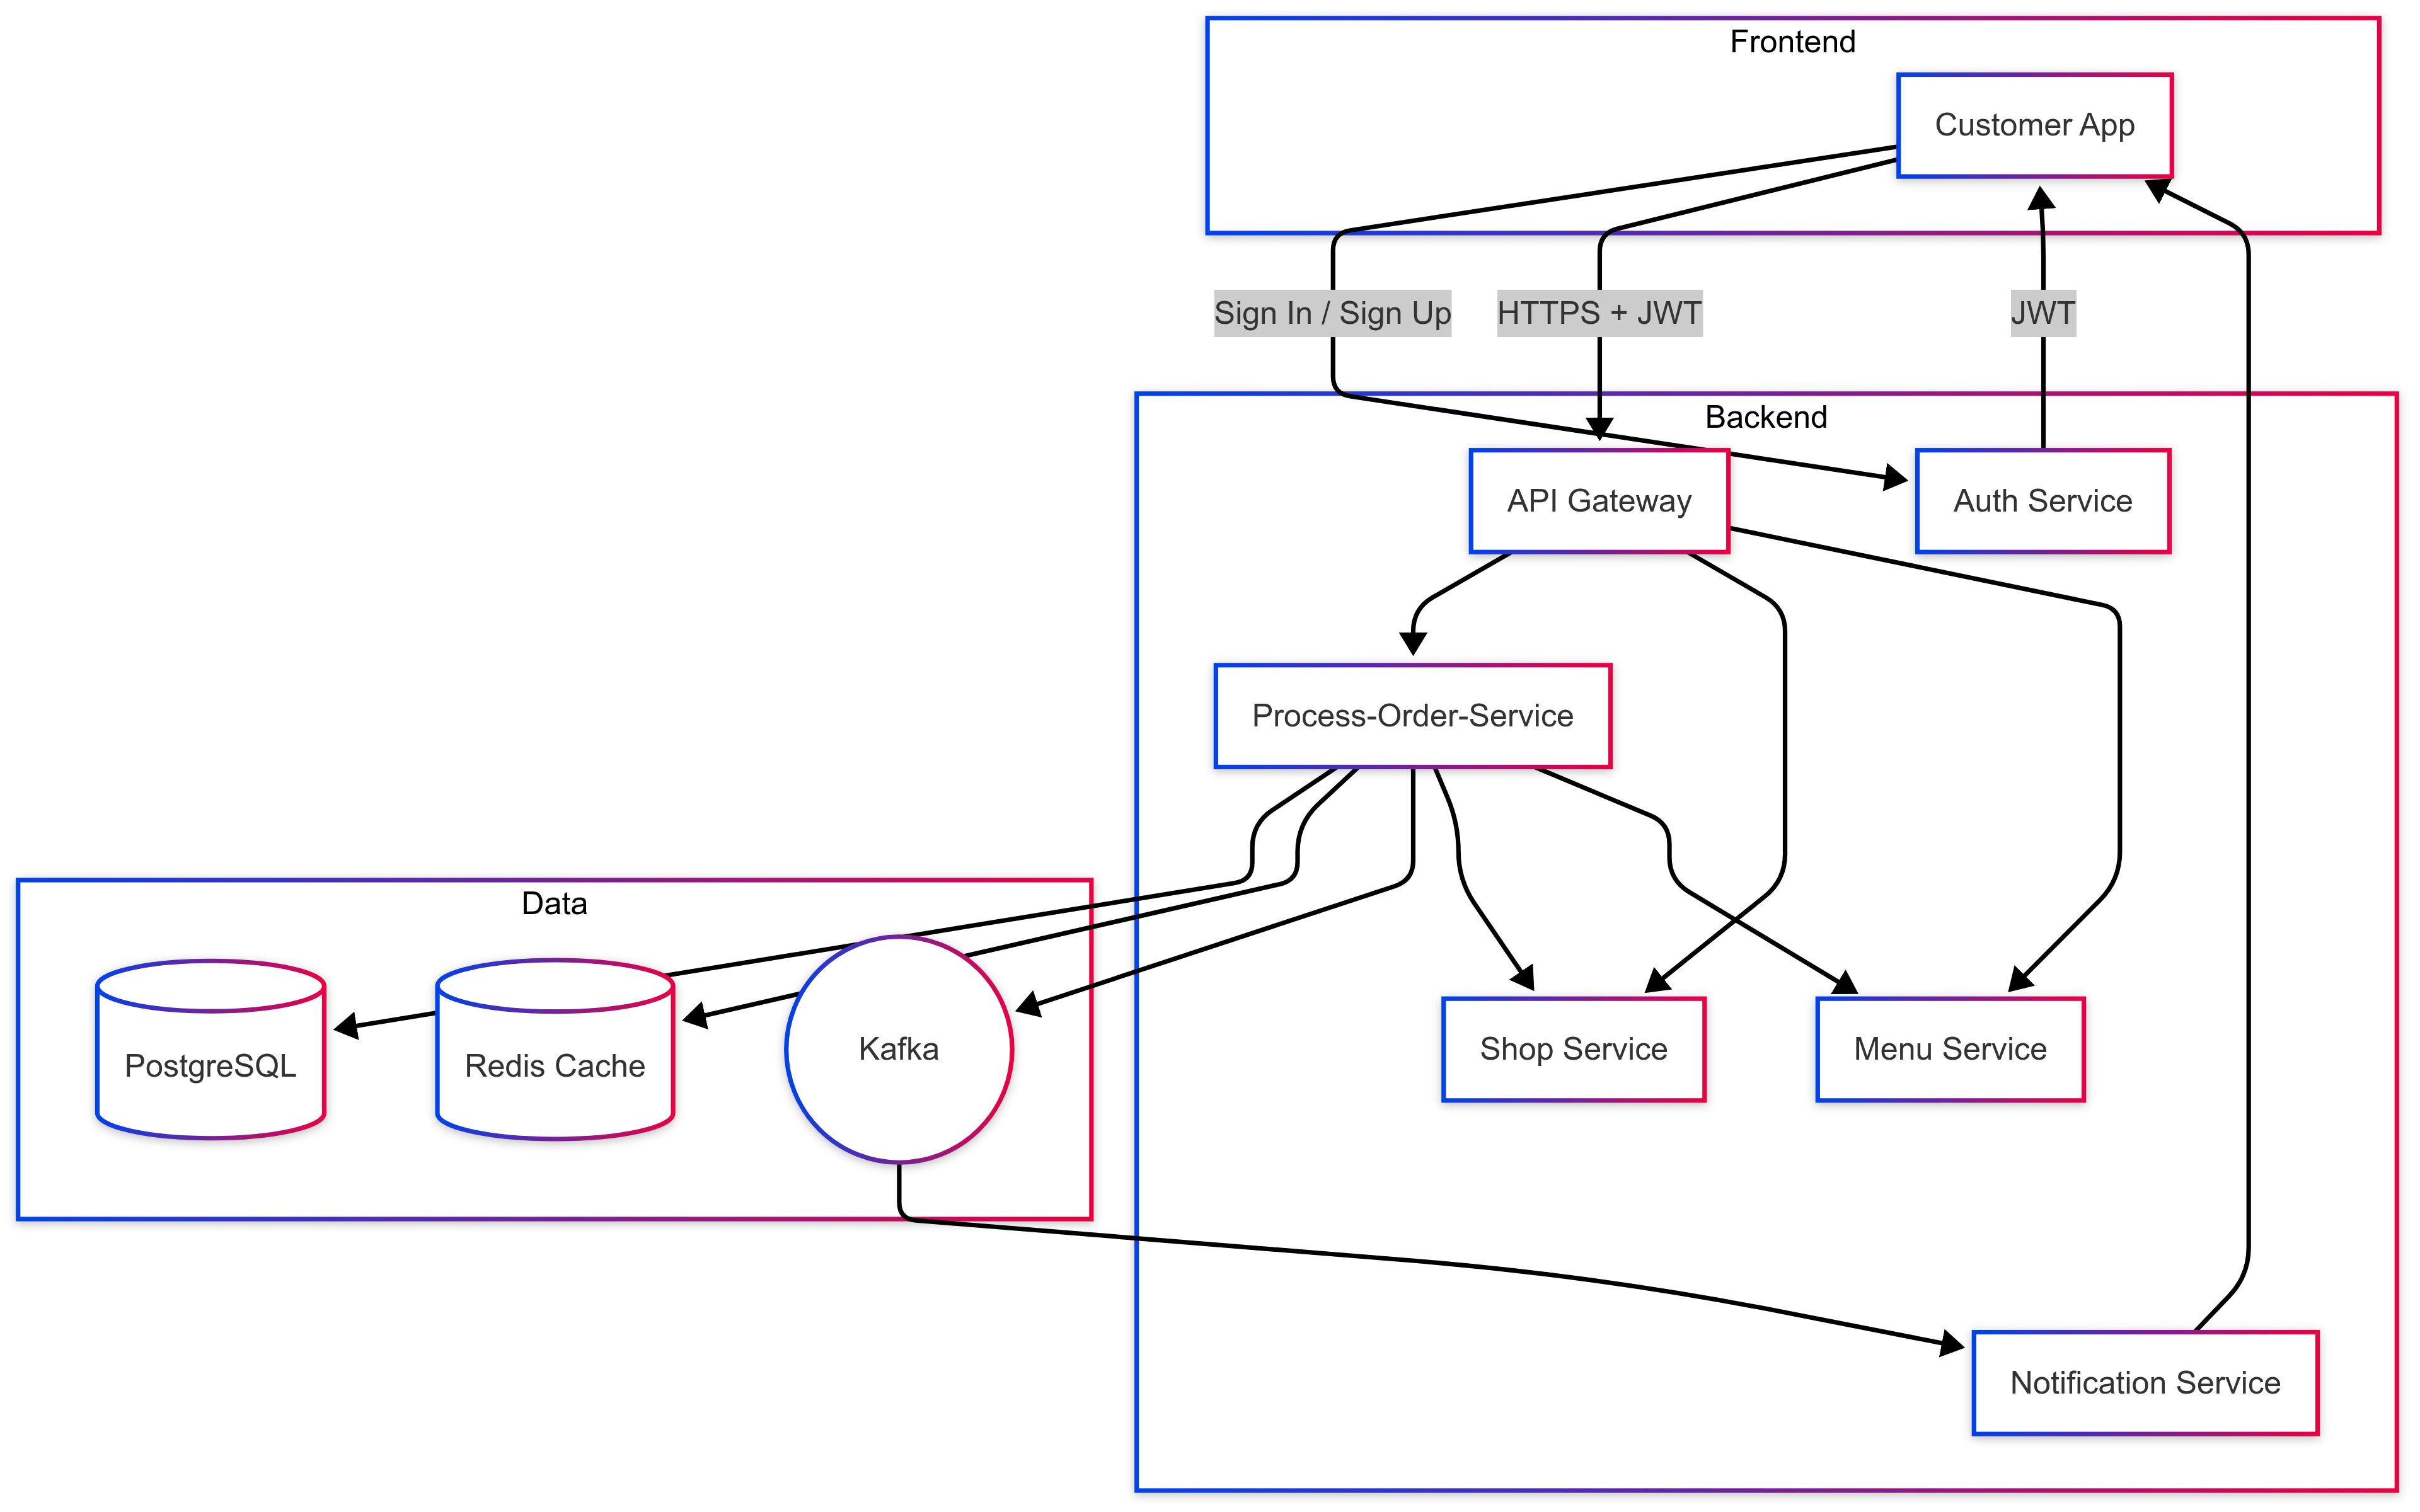 Frontend
Customer App
Sign In / Sign Up
HTTPS + JWT
JWT
Backend
API Gateway
Auth Service
Process-Order-Service
Data
PostgreSQL
Redis Cache
Kafka
Shop Service
Menu Service
Notification Service